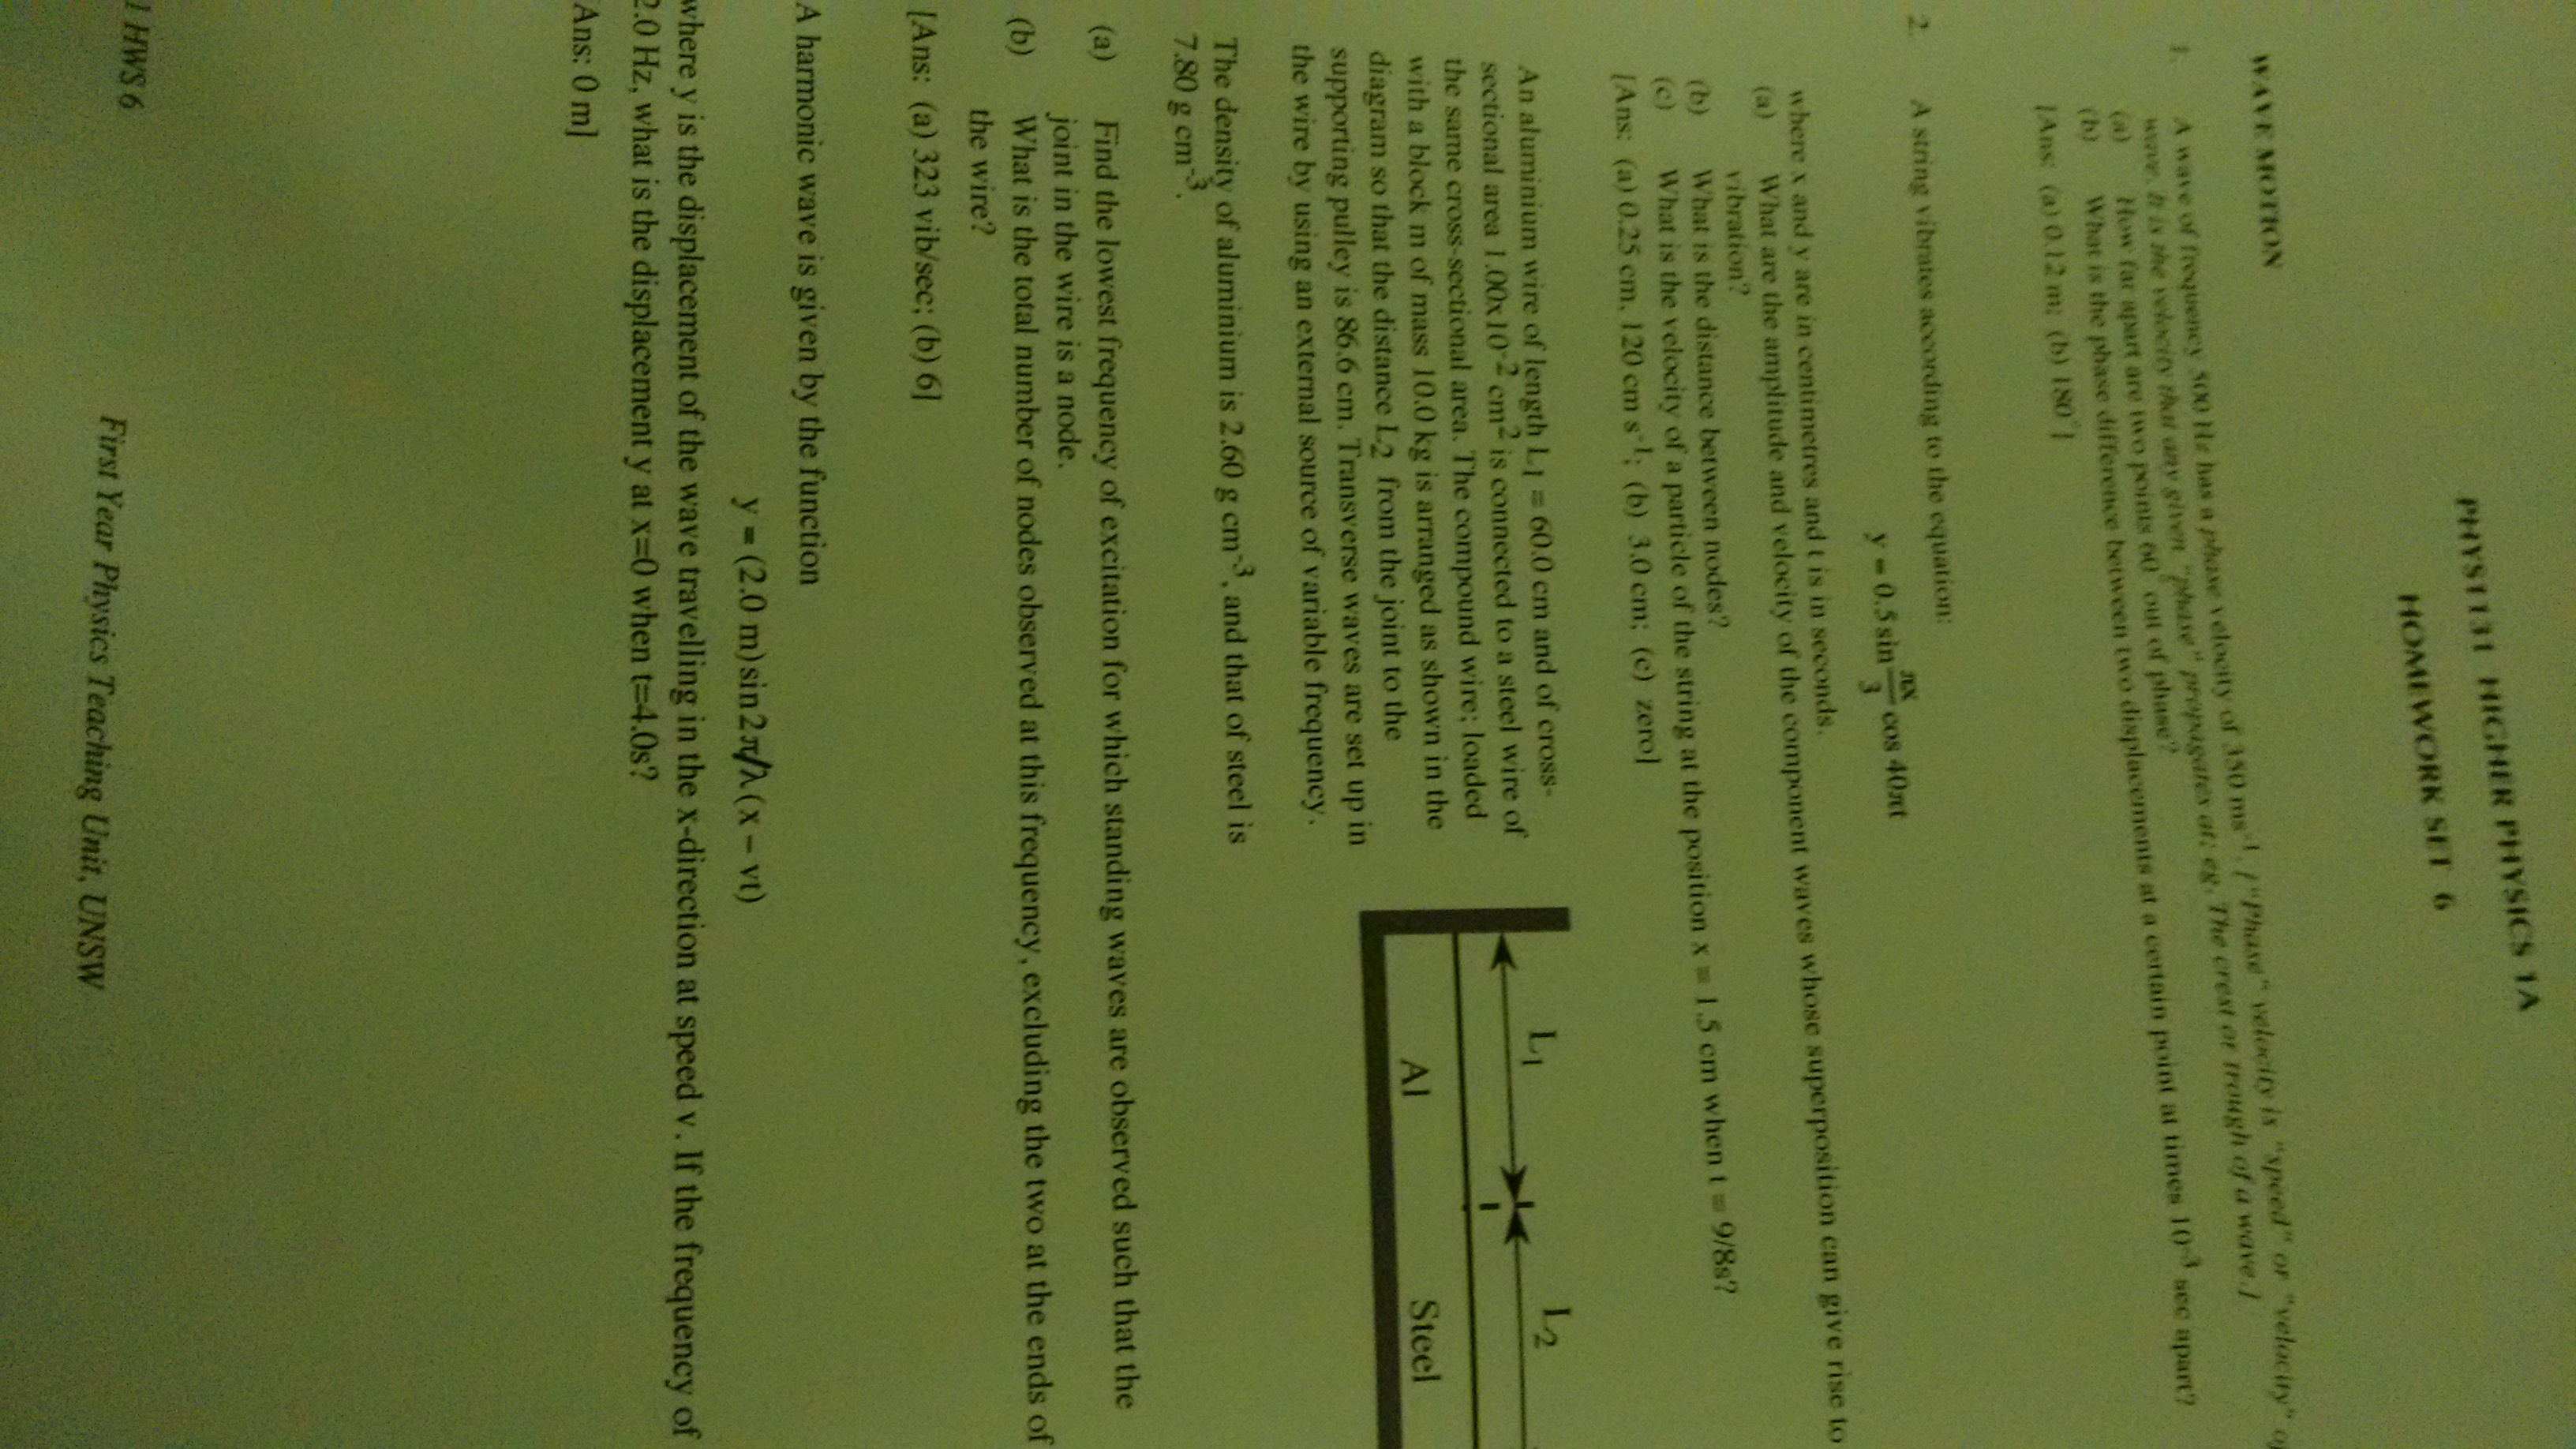 PHYS1131 HIGHER PHYSICS 1A
HOMEWORK SET 6
WAVE MOTION
1. A wave of frequency 500 Hz has a phase velocity of 350 ms-1. ["Phase" velocity is "speed" or "velocity" of
wave. It is the velocity that any given "phase" propagates at; eg. The crest or trough of a wave.]
(a) How far apart are two points 60° out of phase?
(b) What is the phase difference between two displacements at a certain point at times 10-3 sec apart?
[Ans: (a) 0.12 m; (b) 180°]
2. A string vibrates according to the equation:
y = 0.5 sin πx/3 cos 40πt
where x and y are in centimetres and t is in seconds.
(a) What are the amplitude and velocity of the component waves whose superposition can give rise to
vibration?
(b) What is the distance between nodes?
(c) What is the velocity of a particle of the string at the position x = 1.5 cm when t = 9/8s?
[Ans: (a) 0.25 cm, 120 cm s-1; (b) 3.0 cm; (c) zero]
An aluminium wire of length L1 = 60.0 cm and of cross-
sectional area 1.00x10-2 cm2 is connected to a steel wire of
the same cross-sectional area. The compound wire; loaded
with a block m of mass 10.0 kg is arranged as shown in the
diagram so that the distance L2 from the joint to the
supporting pulley is 86.6 cm. Transverse waves are set up in
the wire by using an external source of variable frequency.
L1 L2
Al Steel
The density of aluminium is 2.60 g cm-3, and that of steel is
7.80 g cm-3.
(a) Find the lowest frequency of excitation for which standing waves are observed such that the
joint in the wire is a node.
(b) What is the total number of nodes observed at this frequency, excluding the two at the ends of
the wire?
[Ans: (a) 323 vib/sec; (b) 6]
A harmonic wave is given by the function
y = (2.0 m) sin 2π/λ (x – vt)
where y is the displacement of the wave travelling in the x-direction at speed v. If the frequency of
2.0 Hz, what is the displacement y at x=0 when t=4.0s?
Ans: 0 m]
1 HWS 6
First Year Physics Teaching Unit, UNSW